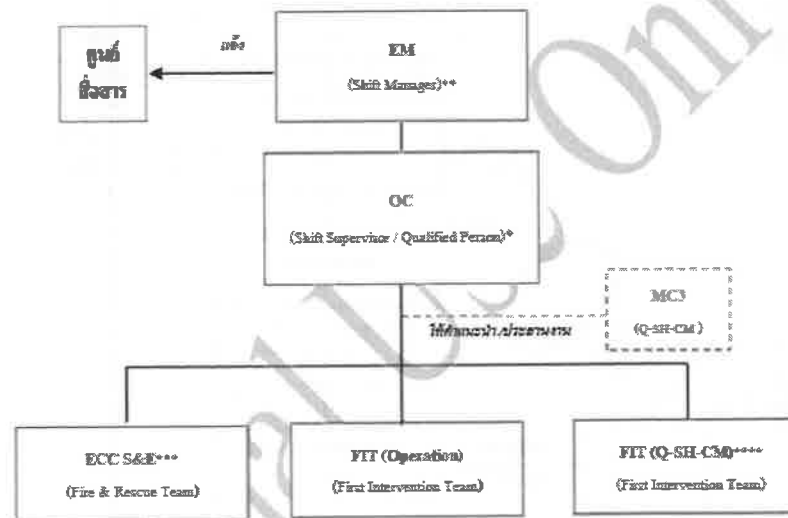 แจ้ง
ศูนย์
สื่อสาร
EM
(Shift Manager)**
OC
(Shift Supervisor / Qualified Person)*
MC3
(Q-SH-CM)
ให้คำแนะนำ/ประสานงาน
ECC S&E***
(Fire & Rescue Team)
FIT (Operation)
(First Intervention Team)
FIT (Q-SH-CM)****
(First Intervention Team)